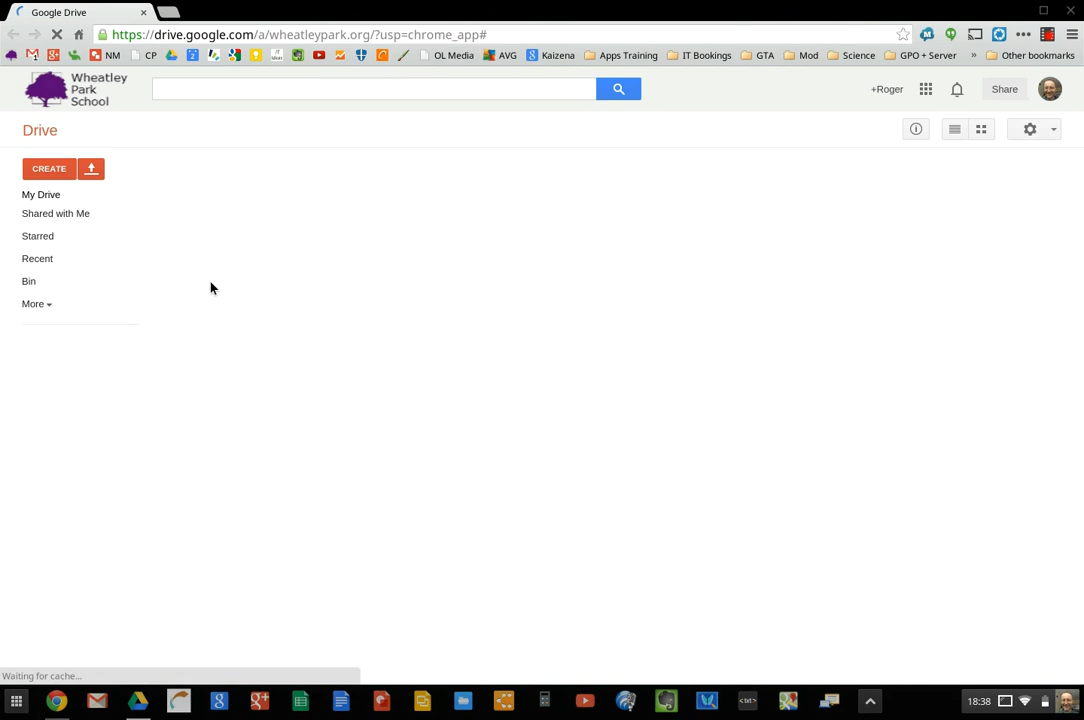 Google Drive
https://drive.google.com/a/wheatleypark.org/?usp=chrome_app#
NM CP 2 OL Media AVG Kaizena Apps Training IT Bookings GTA Mod Science GPO + Server » Other bookmarks
Wheatley
Park
School
+Roger Share
Drive
CREATE
My Drive
Shared with Me
Starred
Recent
Bin
More
Waiting for cache...
<txt> 18:38